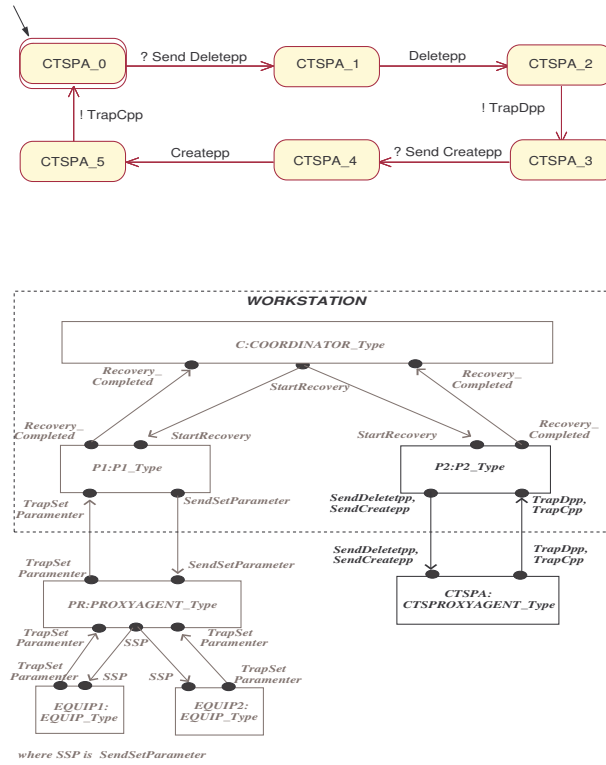 CTSPA_0
? Send Deletepp
CTSPA_1
Deletepp
CTSPA_2
! TrapCpp
! TrapDpp
CTSPA_5
Createpp
CTSPA_4
? Send Createpp
CTSPA_3
WORKSTATION
C:COORDINATOR_Type
Recovery_
Completed
StartRecovery
Recovery_
Completed
Recovery_
Completed
StartRecovery
StartRecovery
Recovery_
Completed
P1:P1_Type
P2:P2_Type
TrapSet
Paramenter
SendSetParameter
SendDeletetpp,
SendCreatepp
TrapDpp,
TrapCpp
TrapSet
Paramenter
SendSetParameter
SendDeletetpp,
SendCreatepp
TrapDpp,
TrapCpp
PR:PROXYAGENT_Type
CTSPA:
CTSPROXYAGENT_Type
TrapSet
Paramenter
SSP
TrapSet
Paramenter
TrapSet
Paramenter
SSP
SSP
TrapSet
Paramenter
EQUIP1:
EQUIP_Type
EQUIP2:
EQUIP_Type
where SSP is SendSetParameter